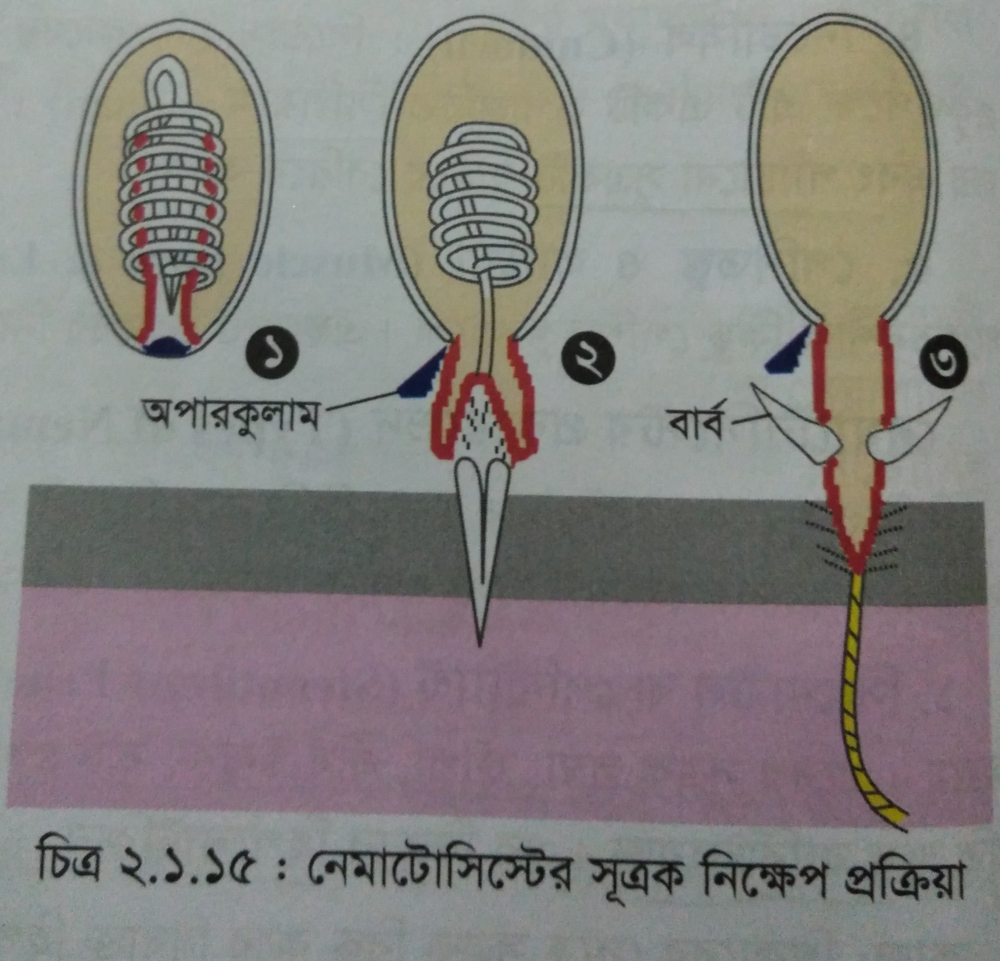 ১
২
৩
অপারকুলাম
বার্ব
চিত্র ২.১.১৫ : নেমাটোসিস্টের সূত্রক নিক্ষেপ প্রক্রিয়া